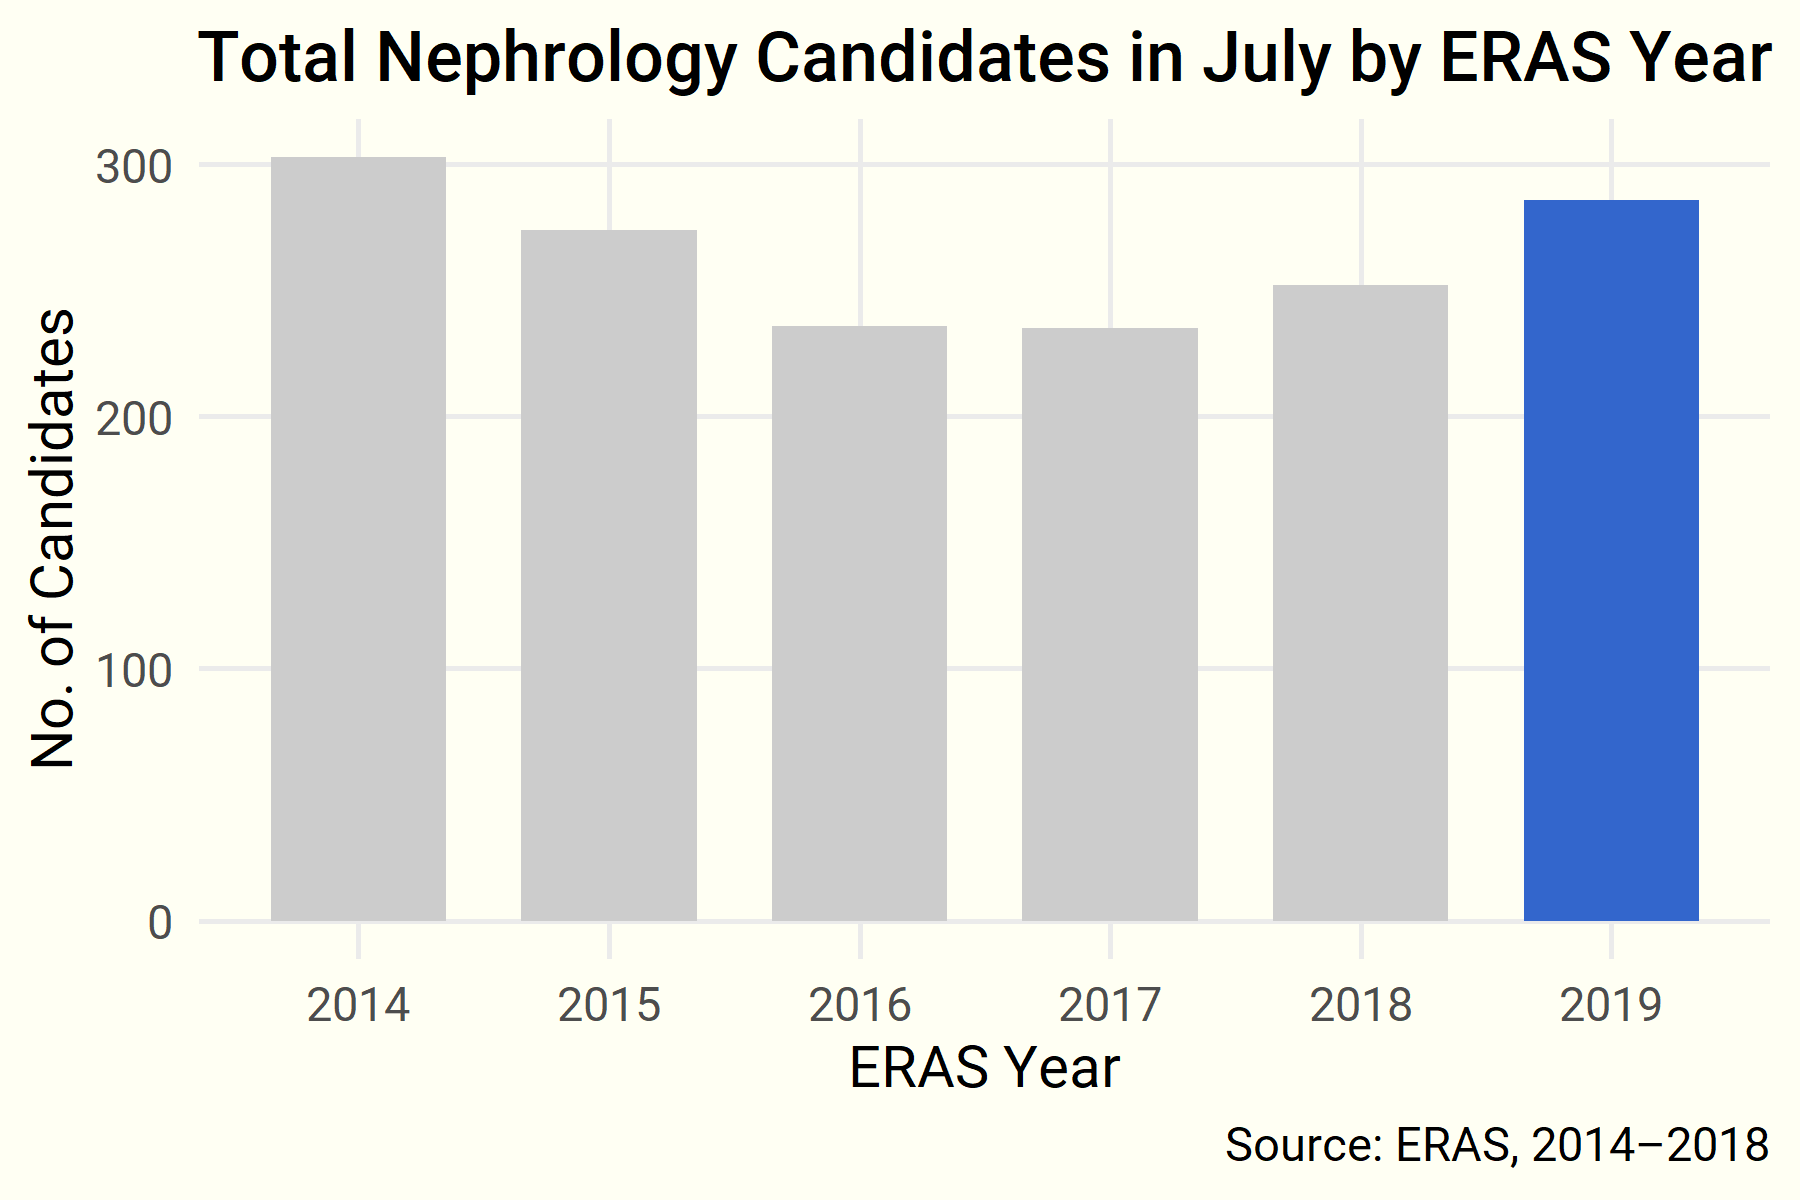 Total Nephrology Candidates in July by ERAS Year
No. of Candidates
300
200
100
0
2014 2015 2016 2017 2018 2019
ERAS Year
Source: ERAS, 2014–2018